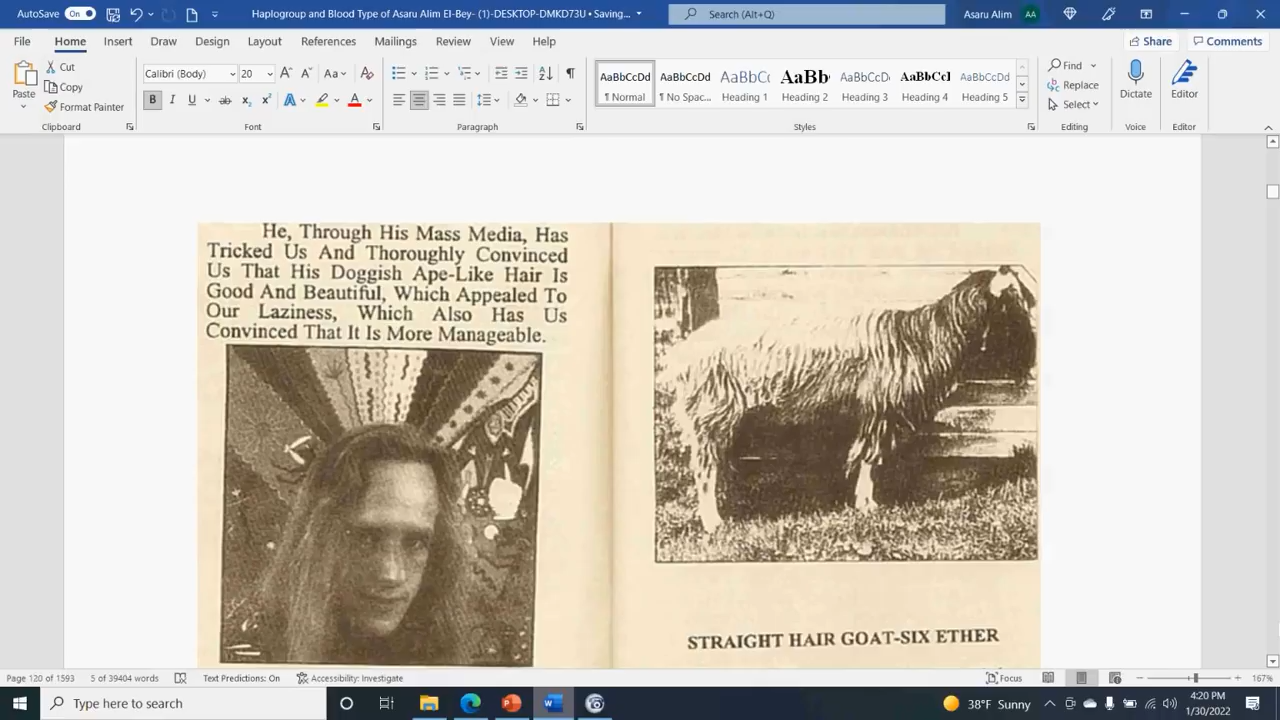 AutoSave On Haplogroup and Blood Type of Asaru Alim El-Bey- (1)-DESKTOP-DMKD73U • Saving... Search (Alt+Q) Asaru Alim AA
File Home Insert Draw Design Layout References Mailings Review View Help Share Comments
Paste Cut Copy Format Painter
Calibri (Body) 20
AaBbCcDd AaBbCcDd AaBbCc AaBb AaBbCcDd AaBbCcI AaBbCcDd
¶ Normal ¶ No Spac... Heading 1 Heading 2 Heading 3 Heading 4 Heading 5
Find Replace Select Dictate Editor
Clipboard Font Paragraph Styles Editing Voice Editor
He, Through His Mass Media, Has
Tricked Us And Thoroughly Convinced
Us That His Doggish Ape-Like Hair Is
Good And Beautiful, Which Appealed To
Our Laziness, Which Also Has Us
Convinced That It Is More Manageable.
STRAIGHT HAIR GOAT-SIX ETHER
Page 120 of 1593 5 of 39404 words Text Predictions: On Accessibility: Investigate Focus 167%
Type here to search 38°F Sunny 4:20 PM
1/30/2022